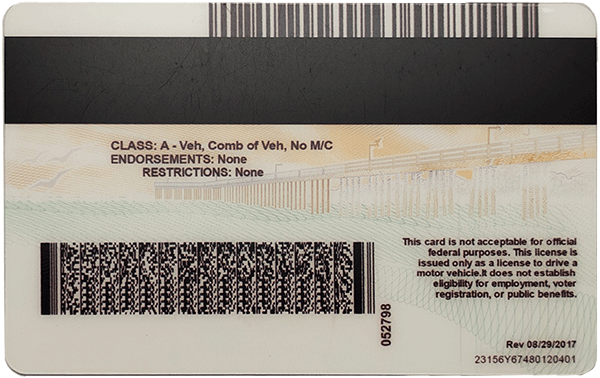 CLASS: A - Veh, Comb of Veh, No M/C
ENDORSEMENTS: None
RESTRICTIONS: None
This card is not acceptable for official
federal purposes. This license is
issued only as a license to drive a
motor vehicle.It does not establish
eligibility for employment, voter
registration, or public benefits.
052798
Rev 08/29/2017
23156Y67480120401